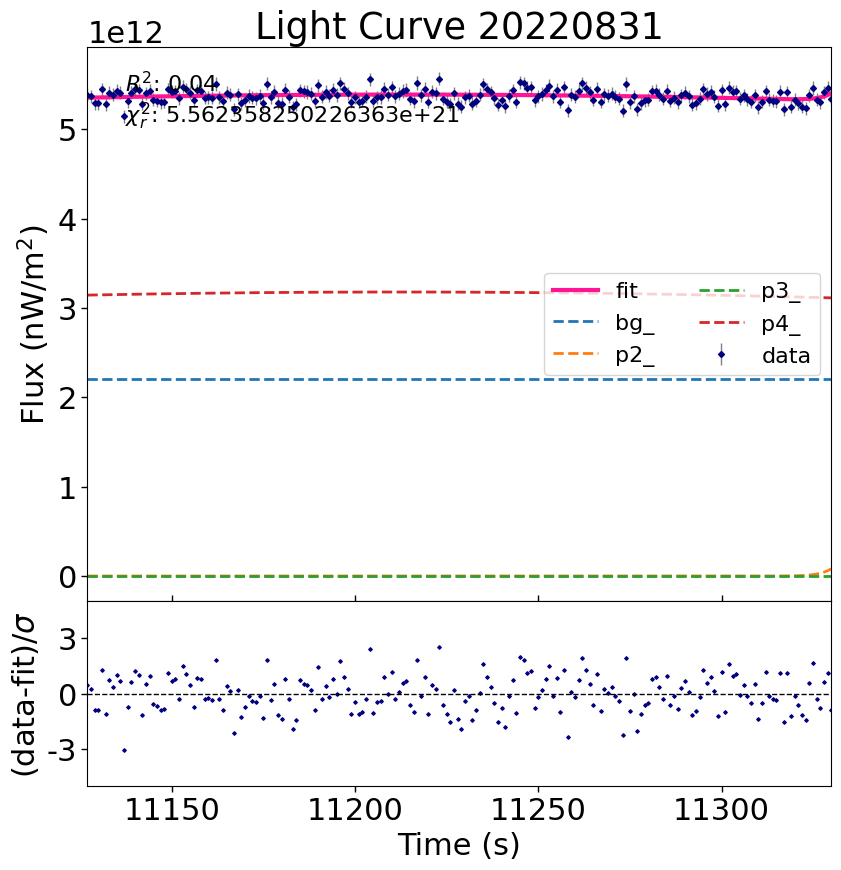 Light Curve 20220831
1e12
R²: 0.04
χ²ᵣ: 5.5623358250226363e+21
5
4
3
2
1
0
Flux (nW/m²)
fit
bg_
p2_
p3_
p4_
data
3
0
-3
(data-fit)/σ
11150 11200 11250 11300
Time (s)